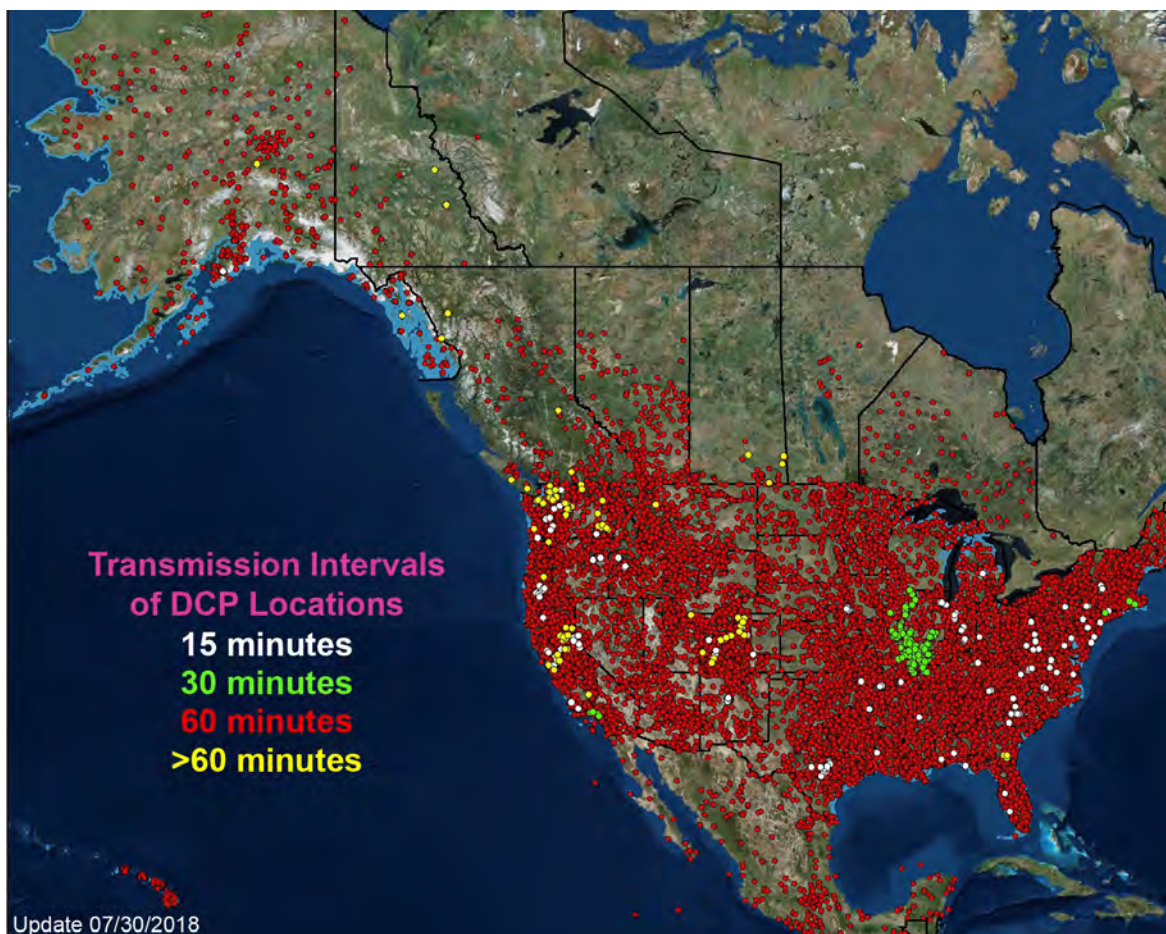 Transmission Intervals
of DCP Locations
15 minutes
30 minutes
60 minutes
>60 minutes
Update 07/30/2018